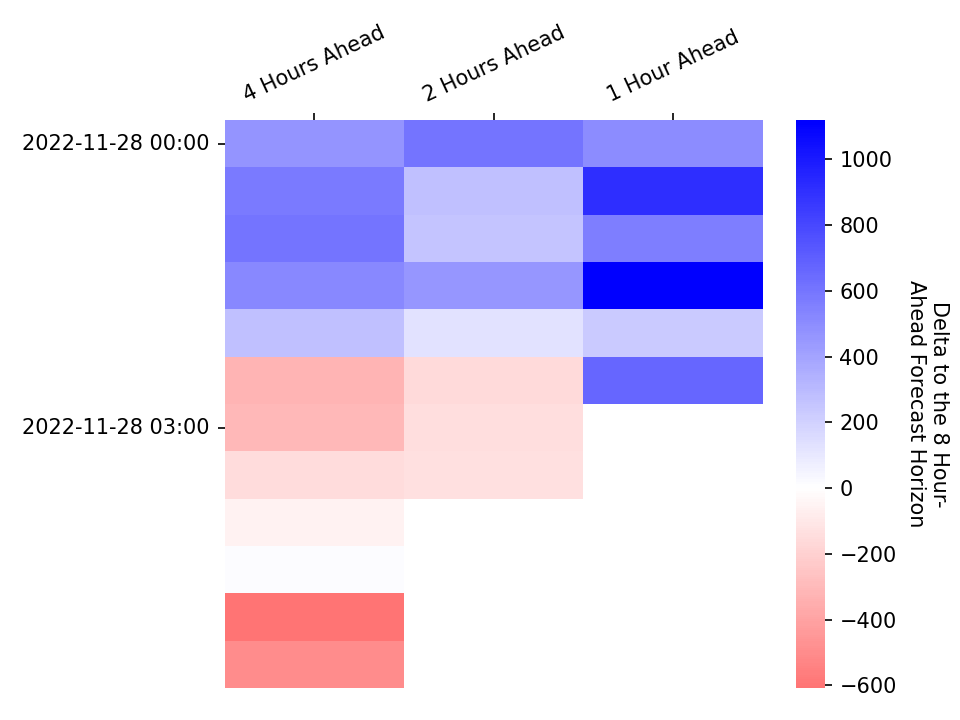 4 Hours Ahead
2 Hours Ahead
1 Hour Ahead
2022-11-28 00:00
2022-11-28 03:00
1000
800
600
400
200
0
−200
−400
−600
Delta to the 8 Hour-
Ahead Forecast Horizon